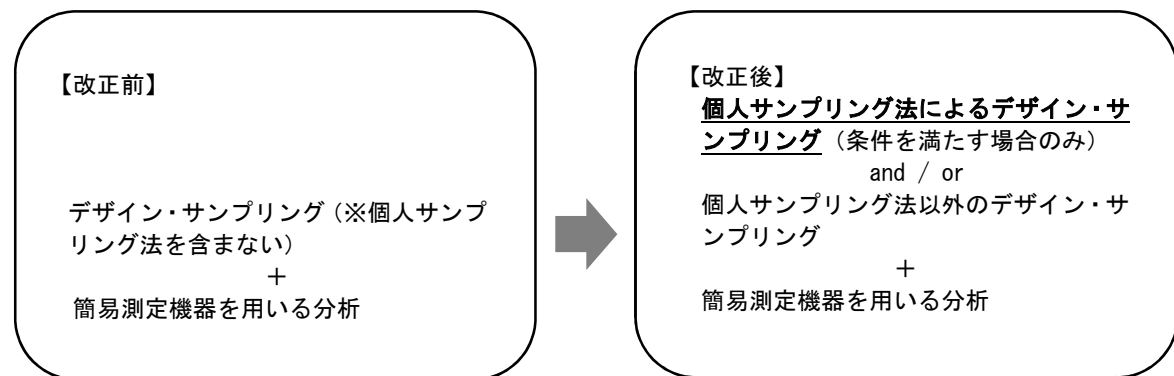 【改正前】
デザイン・サンプリング（※個人サンプ
リング法を含まない）
＋
簡易測定機器を用いる分析
【改正後】
個人サンプリング法によるデザイン・サ
ンプリング（条件を満たす場合のみ）
and / or
個人サンプリング法以外のデザイン・サ
ンプリング
＋
簡易測定機器を用いる分析